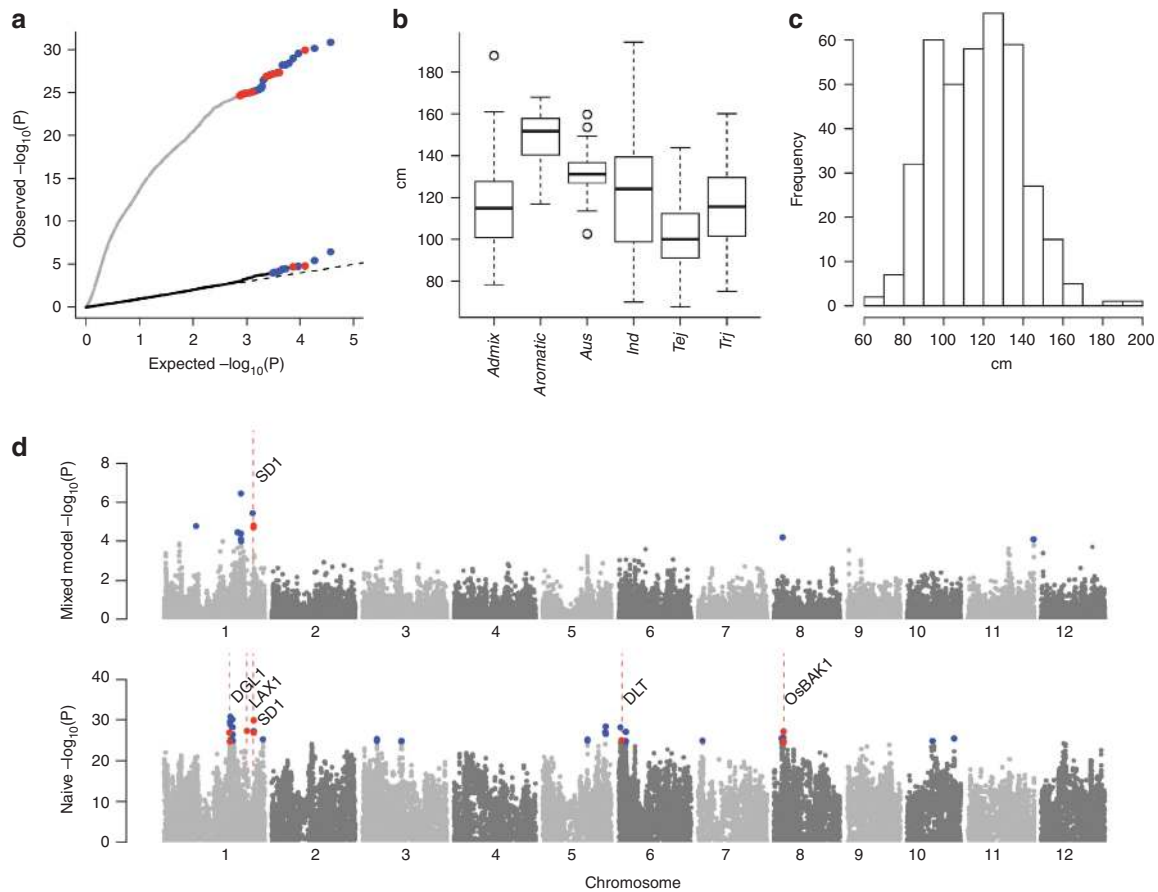 a
Observed –log10(P)
30
25
20
15
10
5
0
0 1 2 3 4 5
Expected –log10(P)
b
cm
180
160
140
120
100
80
Admix Aromatic Aus Ind Tej Trj
c
Frequency
60
50
40
30
20
10
0
60 80 100 120 140 160 180 200
cm
d
Mixed model –log10(P)
8
6
4
2
0
SD1
1 2 3 4 5 6 7 8 9 10 11 12
Naive –log10(P)
40
30
20
10
0
DGL1
LAX1
SD1
DLT
OsBAK1
1 2 3 4 5 6 7 8 9 10 11 12
Chromosome